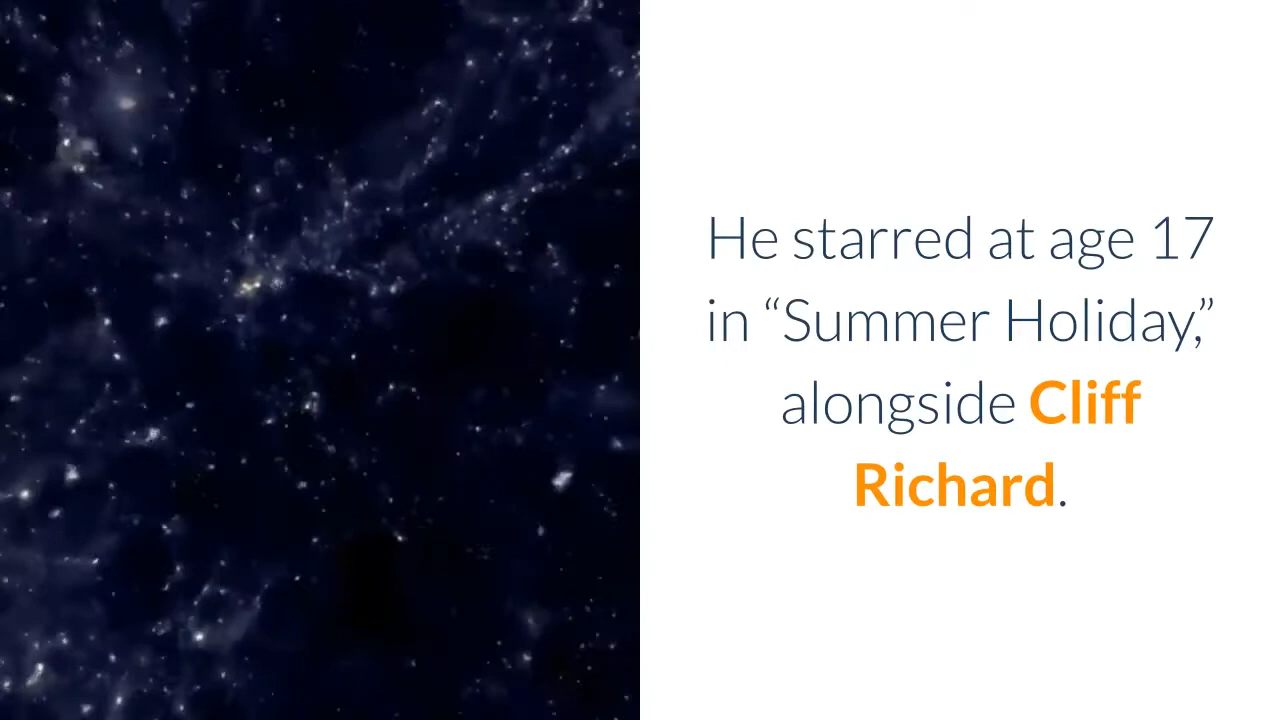 He starred at age 17
in “Summer Holiday,”
alongside Cliff
Richard.